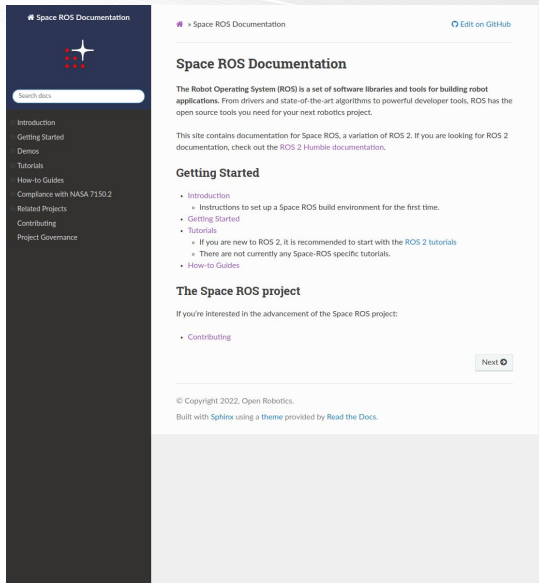 Space ROS Documentation
Search docs
Introduction
Getting Started
Demos
Tutorials
How-to Guides
Compliance with NASA 7150.2
Related Projects
Contributing
Project Governance
» Space ROS Documentation
Edit on GitHub
Space ROS Documentation
The Robot Operating System (ROS) is a set of software libraries and tools for building robot
applications. From drivers and state-of-the-art algorithms to powerful developer tools, ROS has the
open source tools you need for your next robotics project.
This site contains documentation for Space ROS, a variation of ROS 2. If you are looking for ROS 2
documentation, check out the ROS 2 Humble documentation.
Getting Started
• Introduction
Instructions to set up a Space ROS build environment for the first time.
• Getting Started
• Tutorials
If you are new to ROS 2, it is recommended to start with the ROS 2 tutorials
There are not currently any Space-ROS specific tutorials.
• How-to Guides
The Space ROS project
If you're interested in the advancement of the Space ROS project:
• Contributing
Next
© Copyright 2022, Open Robotics.
Built with Sphinx using a theme provided by Read the Docs.